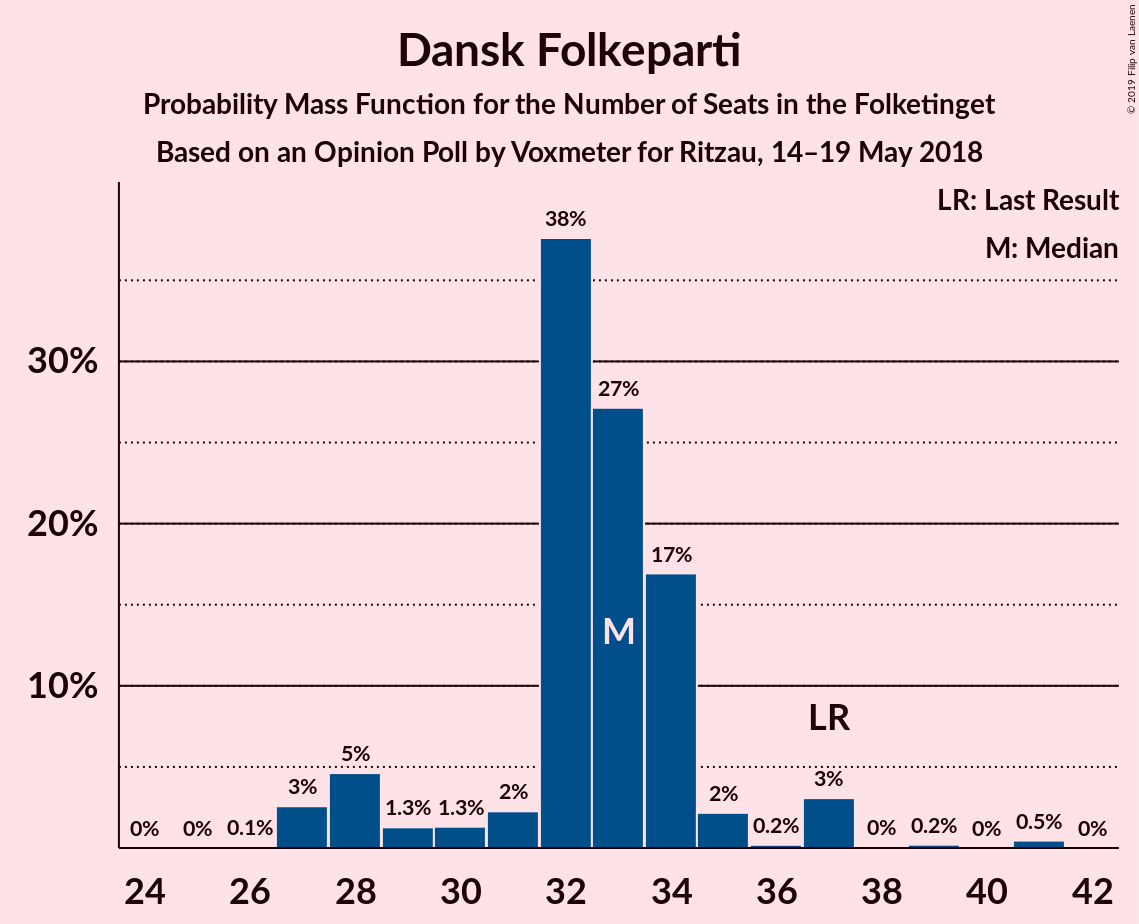 Dansk Folkeparti
Probability Mass Function for the Number of Seats in the Folketinget
Based on an Opinion Poll by Voxmeter for Ritzau, 14–19 May 2018
© 2019 Filip van Laenen
LR: Last Result
M: Median
38%
30%
27%
20%
17%
M
10%
LR
0%
0%
0.1%
3%
5%
1.3%
1.3%
2%
2%
0.2%
3%
0%
0.2%
0%
0.5%
0%
24 26 28 30 32 34 36 38 40 42